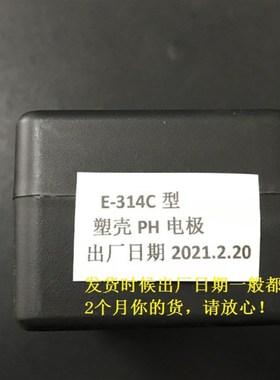 E-314C 型
塑壳 PH 电极
出厂日期 2021.2.20
发货时候出厂日期一般都
2个月你的货，请放心！